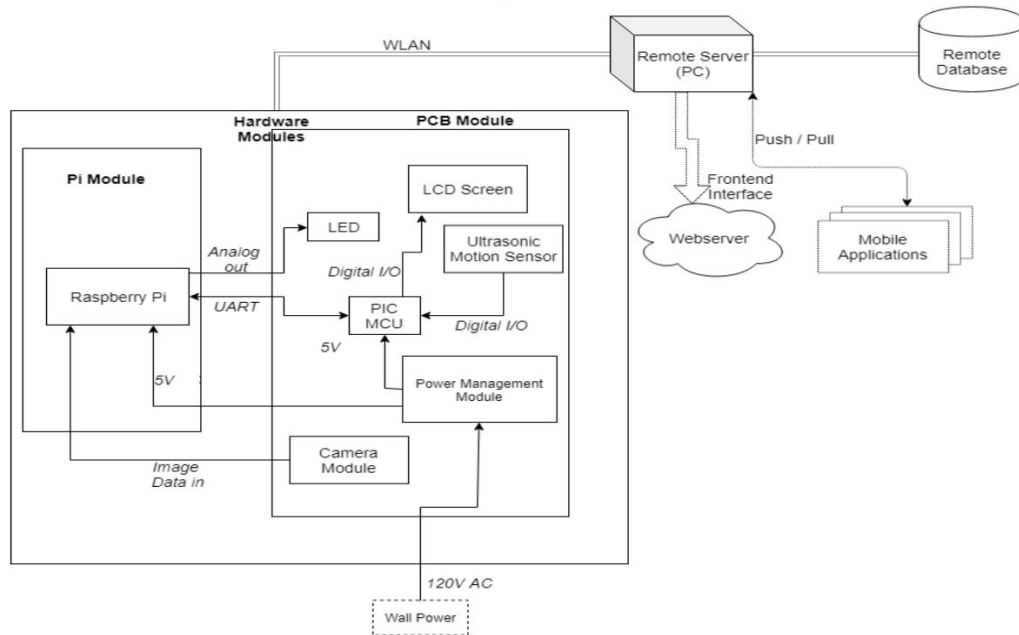 WLAN
Remote Server
(PC)
Remote
Database
Hardware
Modules
PCB Module
Push / Pull
Pi Module
LCD Screen
Frontend
Interface
LED
Ultrasonic
Motion Sensor
Webserver
Mobile
Applications
Analog
out
Digital I/O
Raspberry Pi
UART
PIC
MCU
Digital I/O
5V
5V
Power Management
Module
Camera
Module
Image
Data in
120V AC
Wall Power